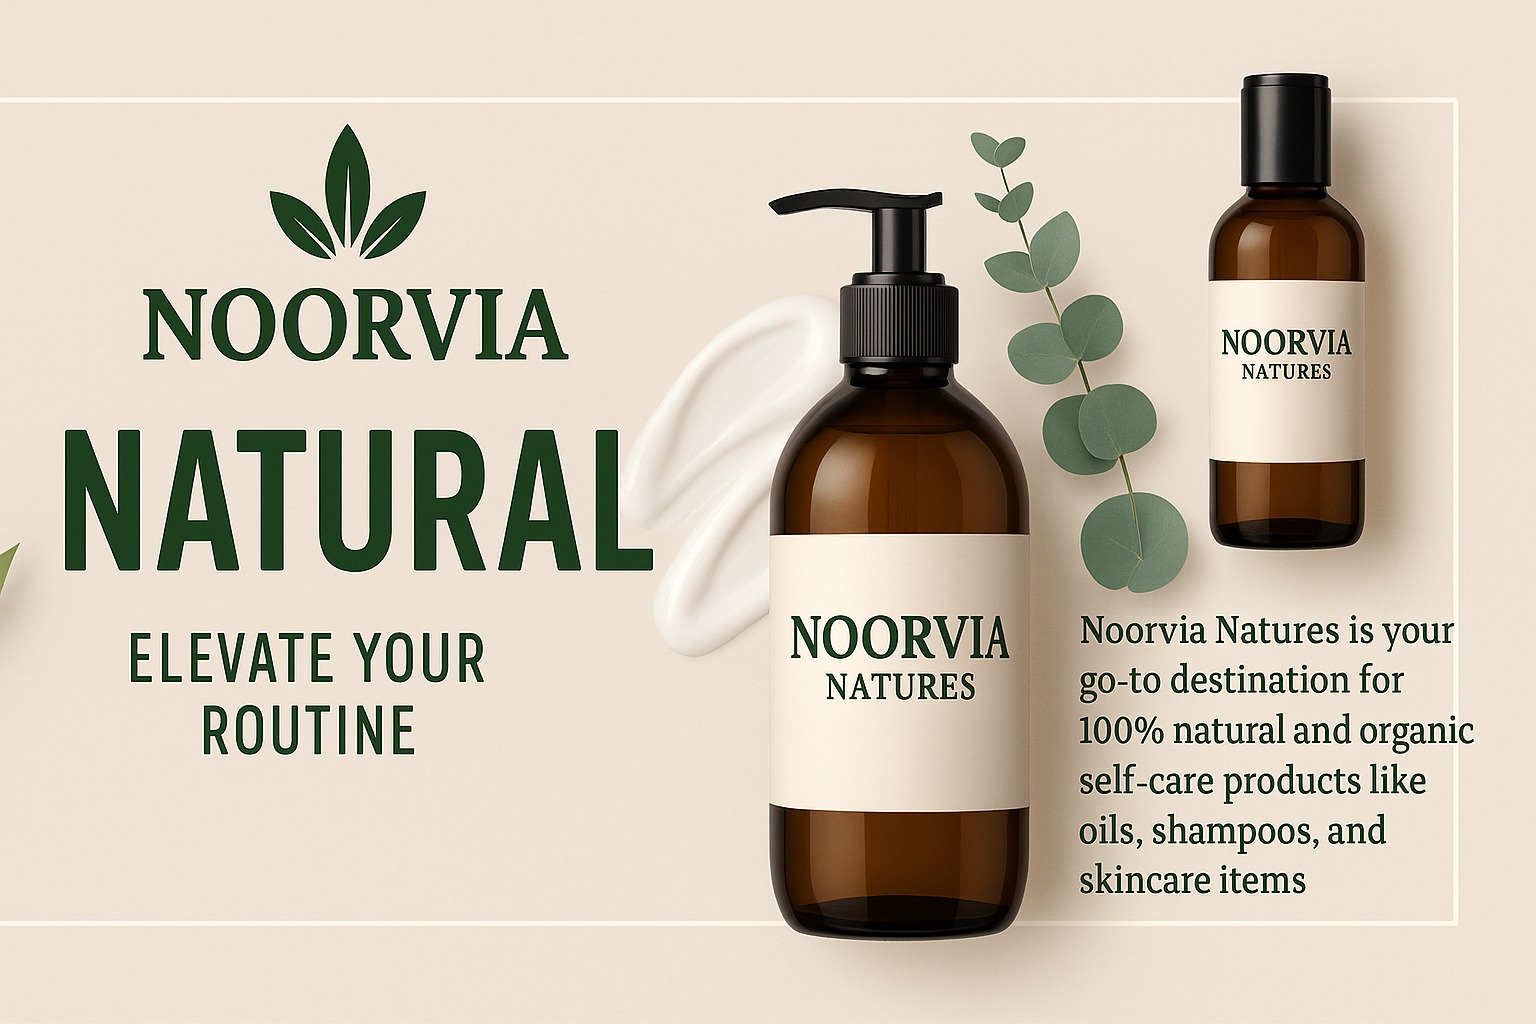 NOORVIA
NATURAL
ELEVATE YOUR
ROUTINE
NOORVIA
NATURES
NOORVIA
NATURES
Noorvia Natures is your
go-to destination for
100% natural and organic
self-care products like
oils, shampoos, and
skincare items